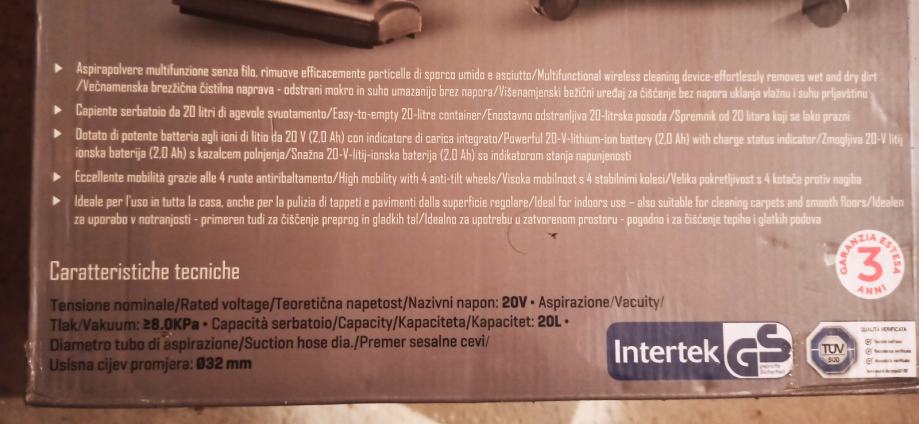 Aspirapolvere multifunzione senza filo, rimuove efficacemente particelle di sporco umido e asciutto/Multifunctional wireless cleaning device-effortlessly removes wet and dry dirt
/Večnamenska brezžična čistilna naprava - odstrani mokro in suho umazanijo brez napora/Višenamjenski bežični uređaj za čišćenje bez napora uklanja vlažnu i suhu prljavštinu
Capiente serbatoio da 20 litri di agevole svuotamento/Easy-to-empty 20-litre container/Enostavno odstranljiva 20-litrska posoda /Spremnik od 20 litara koji se lako prazni
Dotato di potente batteria agli ioni di litio da 20 V (2,0 Ah) con indicatore di carica integrato/Powerful 20-V-lithium-ion battery (2,0 Ah) with charge status indicator/Zmogljiva 20-V litij
ionska baterija (2,0 Ah) s kazalcem polnjenja/Snažna 20-V-litij-ionska baterija (2,0 Ah) sa indikatorom stanja napunjenosti
Eccellente mobilità grazie alle 4 ruote antiribaltamento/High mobility with 4 anti-tilt wheels/Visoka mobilnost s 4 stabilnimi kolesi/Velika pokretljivost s 4 kotača protiv nagiba
Ideale per l'uso in tutta la casa, anche per la pulizia di tappeti e pavimenti dalla superficie regolare/Ideal for indoors use – also suitable for cleaning carpets and smooth floors/Idealen
za uporabo v notranjosti - primeren tudi za čiščenje preprog in gladkih tal/Idealno za upotrebu u zatvorenom prostoru - pogodno i za čišćenje tepiha i glatkih podova
GARANZIA ESTESA
3
ANNI
Caratteristiche tecniche
Tensione nominale/Rated voltage/Teoretična napetost/Nazivni napon: 20V • Aspirazione/Vacuity/
Tlak/Vakuum: ≥8.0KPa • Capacità serbatoio/Capacity/Kapaciteta/Kapacitet: 20L •
Diametro tubo di aspirazione/Suction hose dia./Premer sesalne cevi/
Usisna cijev promjera: Ø32 mm
Intertek
GS
geprüfte
Sicherheit
TÜV
SÜD
QUALITÀ VERIFICATA